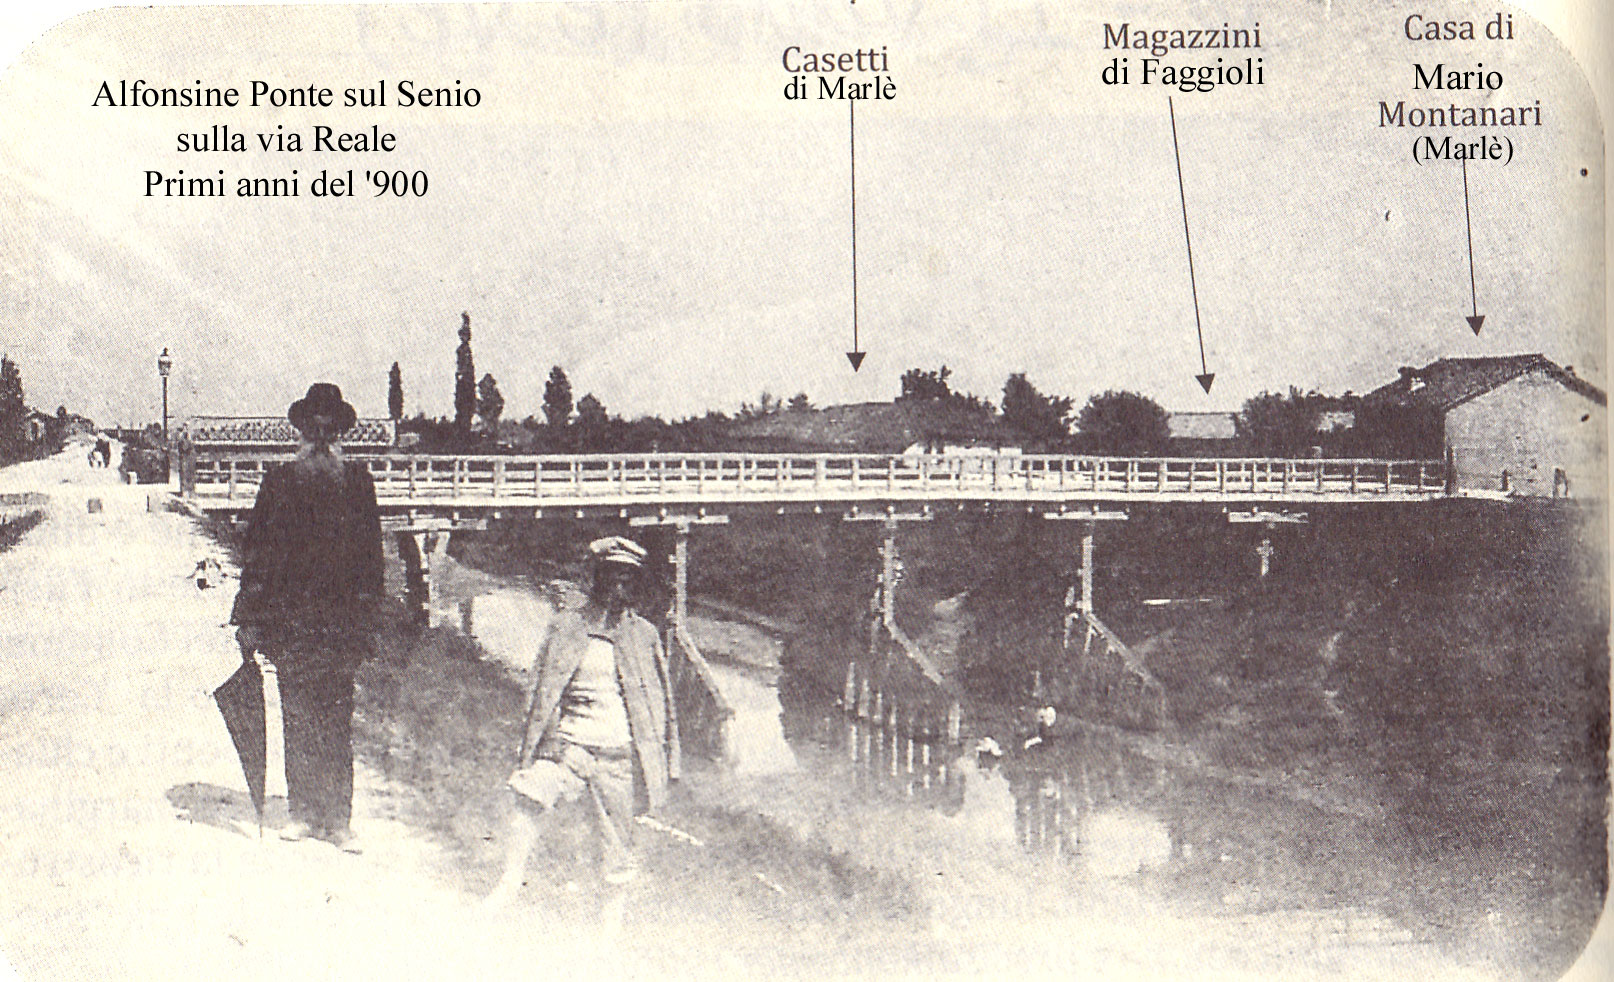 Alfonsine Ponte sul Senio
sulla via Reale
Primi anni del '900
Casetti
di Marlè
Magazzini
di Faggioli
Casa di
Mario
Montanari
(Marlè)